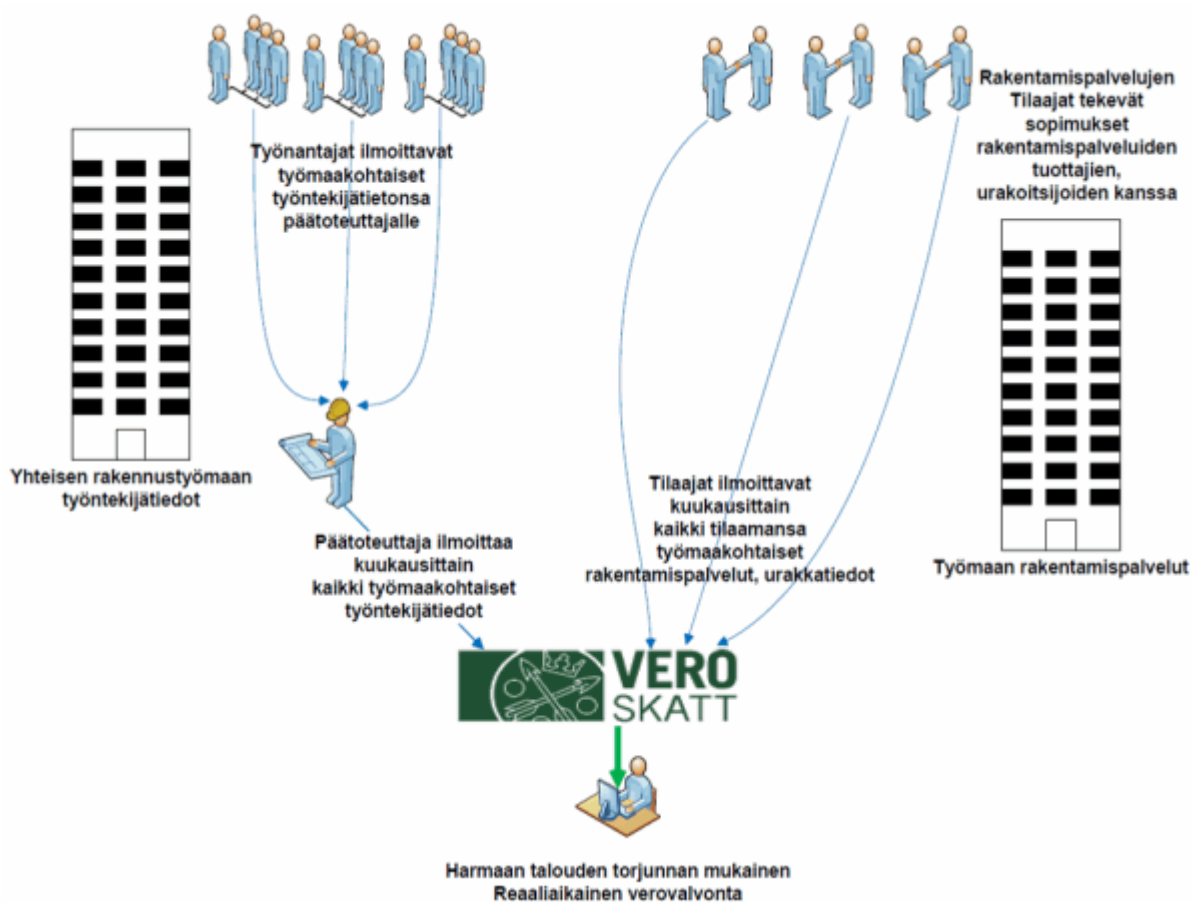 Työnantajat ilmoittavat
työmaakohtaiset
työntekijätietonsa
päätoteuttajalle
Rakentamispalvelujen
Tilaajat tekevät
sopimukset
rakentamispalveluiden
tuottajien,
urakoitsijoiden kanssa
Yhteisen rakennustyömaan
työntekijätiedot
Päätoteuttaja ilmoittaa
kuukausittain
kaikki työmaakohtaiset
työntekijätiedot
Tilaajat ilmoittavat
kuukausittain
kaikki tilaamansa
työmaakohtaiset
rakentamispalvelut, urakkatiedot
Työmaan rakentamispalvelut
VERO
SKATT
Harmaan talouden torjunnan mukainen
Reaaliaikainen verovalvonta